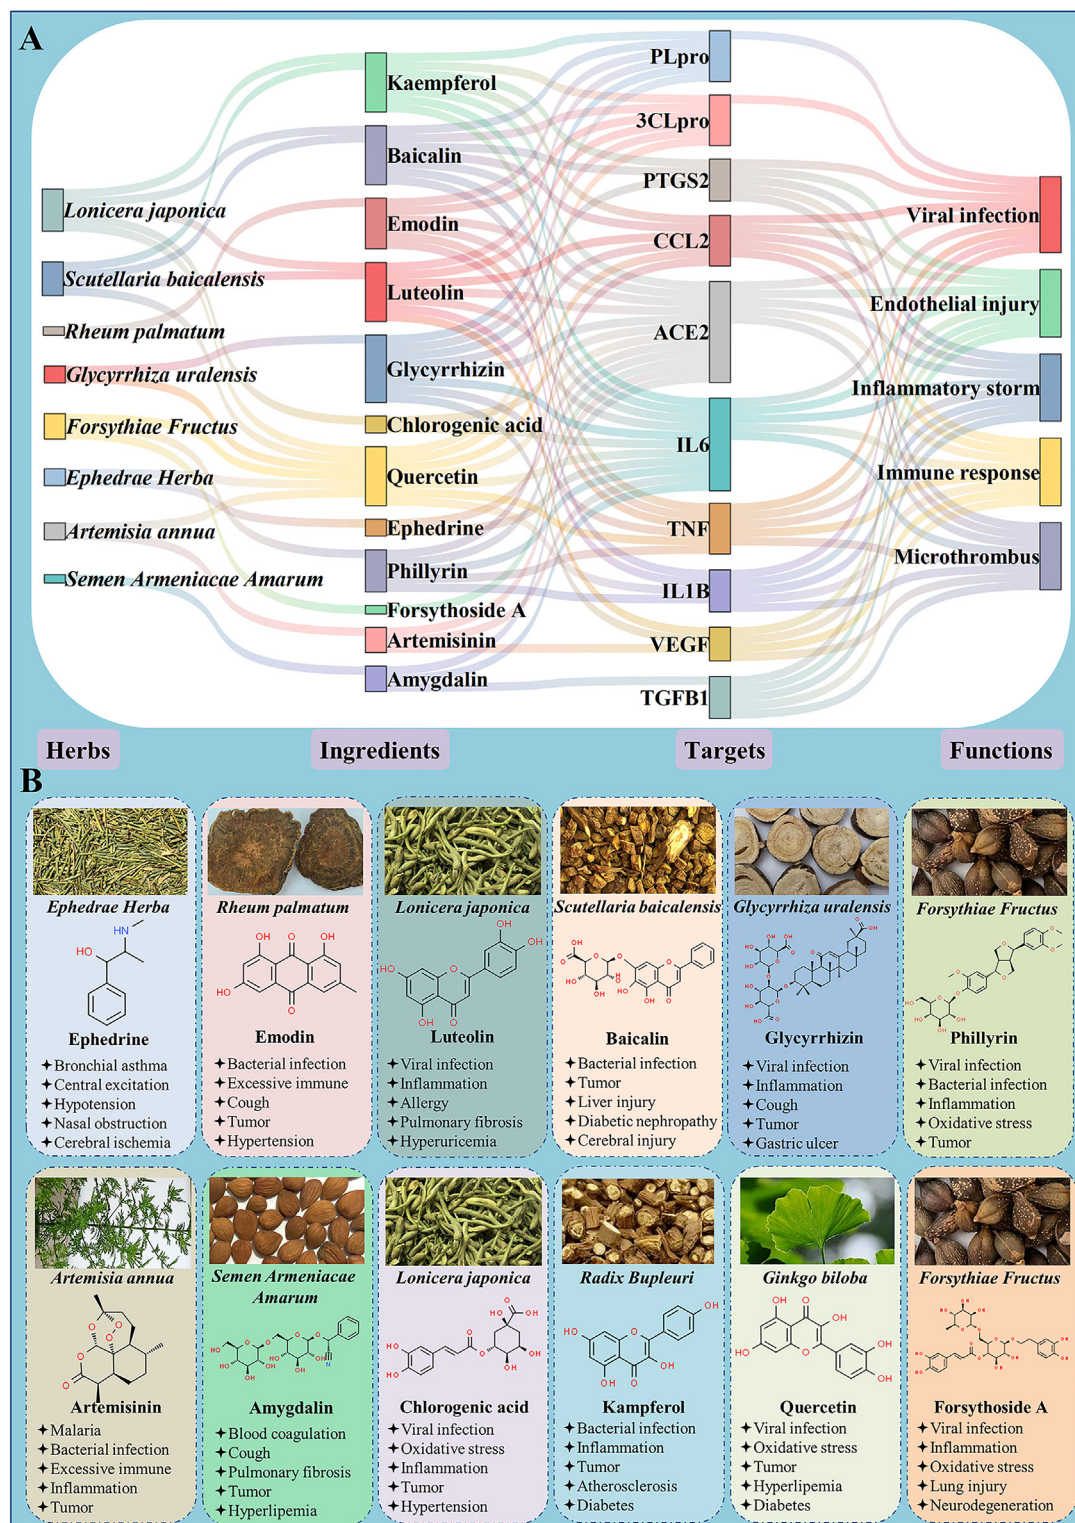 A
Lonicera japonica
Scutellaria baicalensis
Rheum palmatum
Glycyrrhiza uralensis
Forsythiae Fructus
Ephedrae Herba
Artemisia annua
Semen Armeniacae Amarum
Kaempferol
Baicalin
Emodin
Luteolin
Glycyrrhizin
Chlorogenic acid
Quercetin
Ephedrine
Phillyrin
Forsythoside A
Artemisinin
Amygdalin
PLpro
3CLpro
PTGS2
CCL2
ACE2
IL6
TNF
IL1B
VEGF
TGFB1
Viral infection
Endothelial injury
Inflammatory storm
Immune response
Microthrombus
Herbs
Ingredients
Targets
Functions
B
Ephedrae Herba
Ephedrine
✦Bronchial asthma
✦Central excitation
✦Hypotension
✦Nasal obstruction
✦Cerebral ischemia
Rheum palmatum
Emodin
✦Bacterial infection
✦Excessive immune
✦Cough
✦Tumor
✦Hypertension
Lonicera japonica
Luteolin
✦Viral infection
✦Inflammation
✦Allergy
✦Pulmonary fibrosis
✦Hyperuricemia
Scutellaria baicalensis
Baicalin
✦Bacterial infection
✦Tumor
✦Liver injury
✦Diabetic nephropathy
✦Cerebral injury
Glycyrrhiza uralensis
Glycyrrhizin
✦Viral infection
✦Inflammation
✦Cough
✦Tumor
✦Gastric ulcer
Forsythiae Fructus
Phillyrin
✦Viral infection
✦Bacterial infection
✦Inflammation
✦Oxidative stress
✦Tumor
Artemisia annua
Artemisinin
✦Malaria
✦Bacterial infection
✦Excessive immune
✦Inflammation
✦Tumor
Semen Armeniacae
Amarum
Amygdalin
✦Blood coagulation
✦Cough
✦Pulmonary fibrosis
✦Tumor
✦Hyperlipemia
Lonicera japonica
Chlorogenic acid
✦Viral infection
✦Oxidative stress
✦Inflammation
✦Tumor
✦Hypertension
Radix Bupleuri
Kampferol
✦Bacterial infection
✦Inflammation
✦Tumor
✦Atherosclerosis
✦Diabetes
Ginkgo biloba
Quercetin
✦Viral infection
✦Oxidative stress
✦Tumor
✦Hyperlipemia
✦Diabetes
Forsythiae Fructus
Forsythoside A
✦Viral infection
✦Inflammation
✦Oxidative stress
✦Lung injury
✦Neurodegeneration